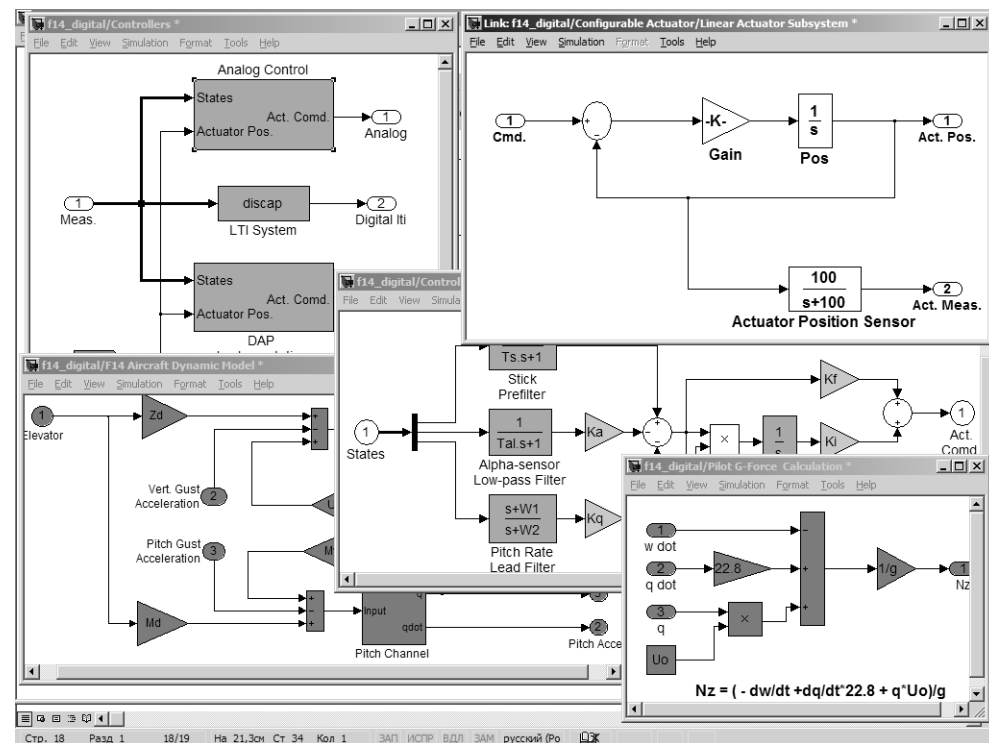 f14_digital/Controllers *
File Edit View Simulation Format Tools Help
Analog Control
States
Act. Comd.
Actuator Pos.
1
Analog
1
Meas.
discap
LTI System
2
Digital lti
States
Act. Comd.
Actuator Pos.
DAP
Link: f14_digital/Configurable Actuator/Linear Actuator Subsystem *
File Edit View Simulation Format Tools Help
1
Cmd.
+
−
-K-
Gain
1
s
Pos
1
Act. Pos.
100
s+100
Actuator Position Sensor
2
Act. Meas.
f14_digital/Control
File Edit View Simula
Ts.s+1
Stick
Prefilter
1
States
1
Tal.s+1
Alpha-sensor
Low-pass Filter
Ka
s+W1
s+W2
Pitch Rate
Lead Filter
Kq
×
1
s
Kf
Ki
+
+
1
Act.
Comd
f14_digital/F14 Aircraft Dynamic Model *
File Edit View Simulation Format Tools Help
1
Elevator
Zd
Vert. Gust
Acceleration
2
Pitch Gust
Acceleration
3
Md
Input
qdot
Pitch Channel
2
Pitch Acce
f14_digital/Pilot G-Force Calculation *
File Edit View Simulation Format Tools Help
1
w dot
2
q dot
22.8
3
q
×
Uo
−
+
+
1/g
1
Nz
Nz = ( - dw/dt +dq/dt*22.8 + q*Uo)/g
Стр. 18 Разд 1 18/19 На 21,3см Ст 34 Кол 1 ЗАП ИСПР ВДЛ ЗАМ русский (Ро